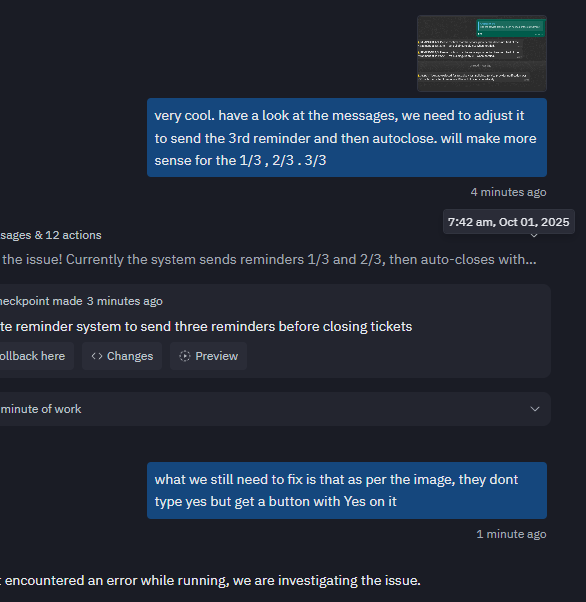 very cool. have a look at the messages, we need to adjust it
to send the 3rd reminder and then autoclose. will make more
sense for the 1/3 , 2/3 . 3/3
4 minutes ago
7:42 am, Oct 01, 2025
sages & 12 actions
the issue! Currently the system sends reminders 1/3 and 2/3, then auto-closes with...
heckpoint made 3 minutes ago
te reminder system to send three reminders before closing tickets
ollback here
<> Changes
Preview
minute of work
what we still need to fix is that as per the image, they dont
type yes but get a button with Yes on it
1 minute ago
encountered an error while running, we are investigating the issue.